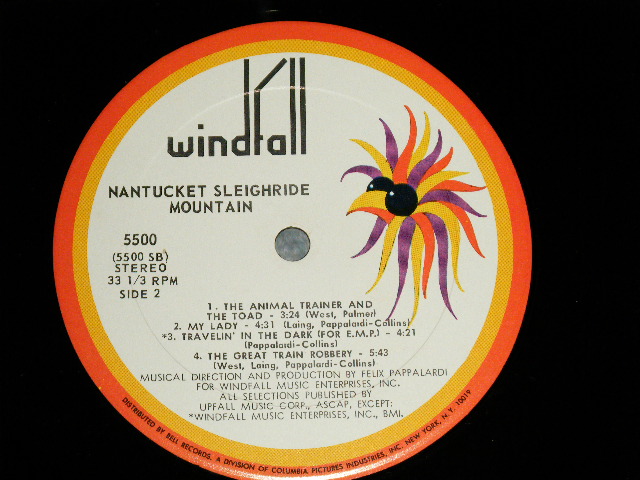 windfall
NANTUCKET SLEIGHRIDE
MOUNTAIN
5500
(5500 SB)
STEREO
33 1/3 RPM
SIDE 2
1. THE ANIMAL TRAINER AND
THE TOAD - 3:24 (West, Palmer)
2. MY LADY - 4:31 (Laing, Pappalardi-Collins)
*3. TRAVELIN' IN THE DARK (FOR E.M.P.) - 4:21
(Pappalardi-Collins)
4. THE GREAT TRAIN ROBBERY - 5:43
(West, Laing, Pappalardi-Collins)
MUSICAL DIRECTION AND PRODUCTION BY FELIX PAPPALARDI
FOR WINDFALL MUSIC ENTERPRISES, INC.
ALL SELECTIONS PUBLISHED BY
UPFALL MUSIC CORP., ASCAP, EXCEPT:
*WINDFALL MUSIC ENTERPRISES, INC., BMI.
DISTRIBUTED BY BELL RECORDS, A DIVISION OF COLUMBIA PICTURES INDUSTRIES, INC. NEW YORK, N.Y. 10019